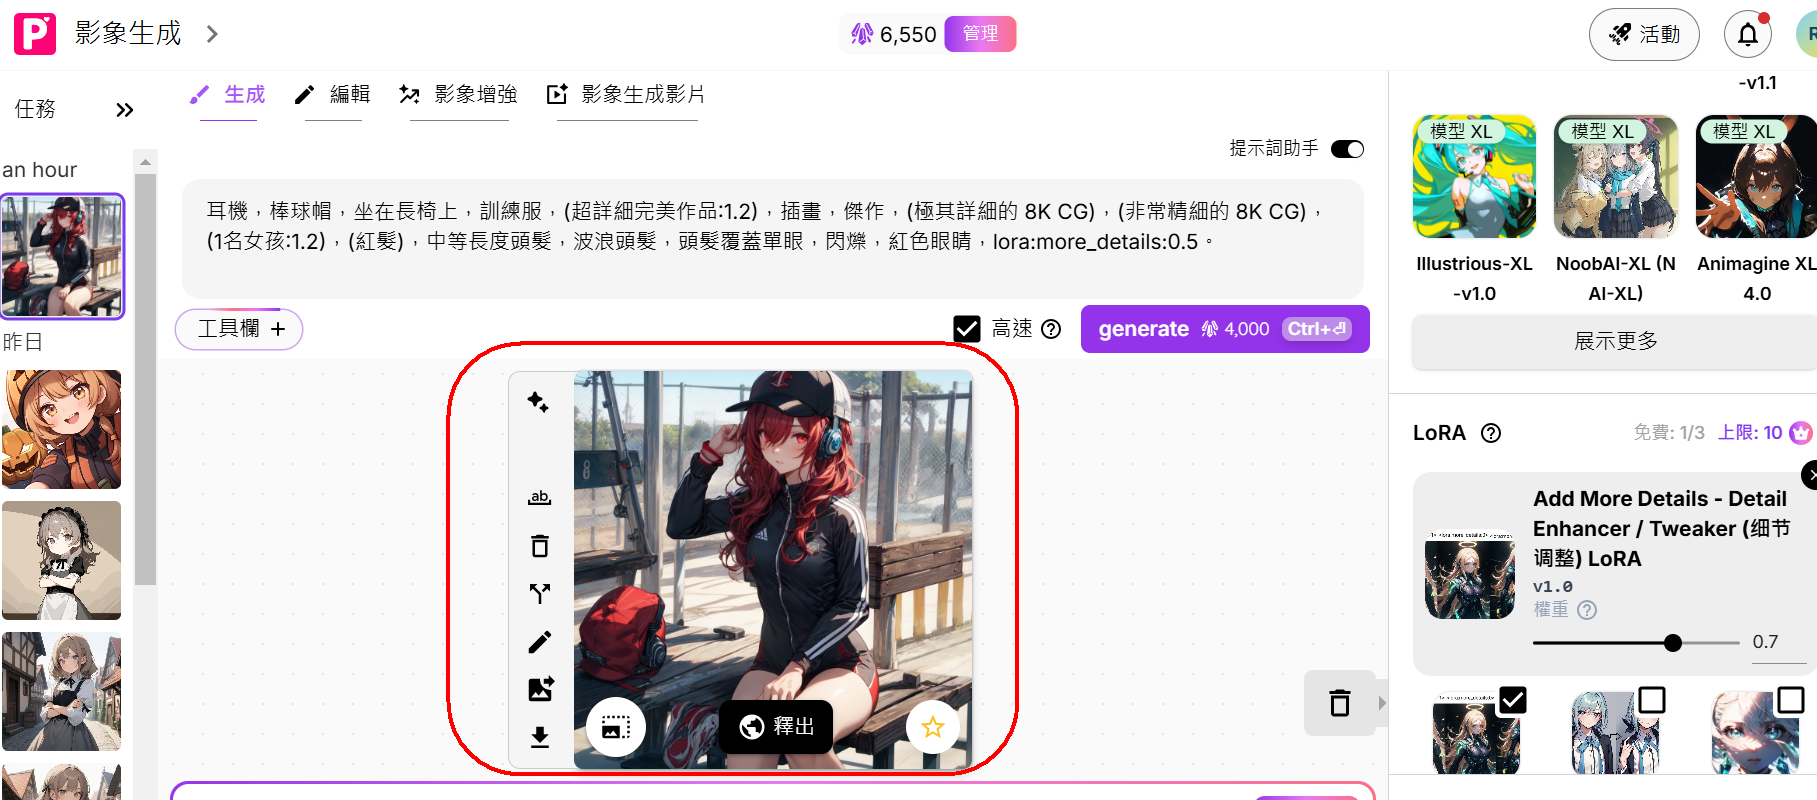 P
影象生成
6,550
管理
活動
R
任務
生成
編輯
影象增強
影象生成影片
提示詞助手
an hour
耳機，棒球帽，坐在長椅上，訓練服，(超詳細完美作品:1.2)，插畫，傑作，(極其詳細的 8K CG)，(非常精細的 8K CG)，
(1名女孩:1.2)，(紅髮)，中等長度頭髮，波浪頭髮，頭髮覆蓋單眼，閃爍，紅色眼睛，lora:more_details:0.5。
工具欄 +
高速
generate 4,000 Ctrl+⏎
昨日
ab
釋出
-v1.1
模型 XL
模型 XL
模型 XL
Illustrious-XL
-v1.0
NoobAI-XL (N
AI-XL)
Animagine XL
4.0
展示更多
LoRA
免費: 1/3
上限: 10
Add More Details - Detail
Enhancer / Tweaker (细节
调整) LoRA
v1.0
權重
0.7